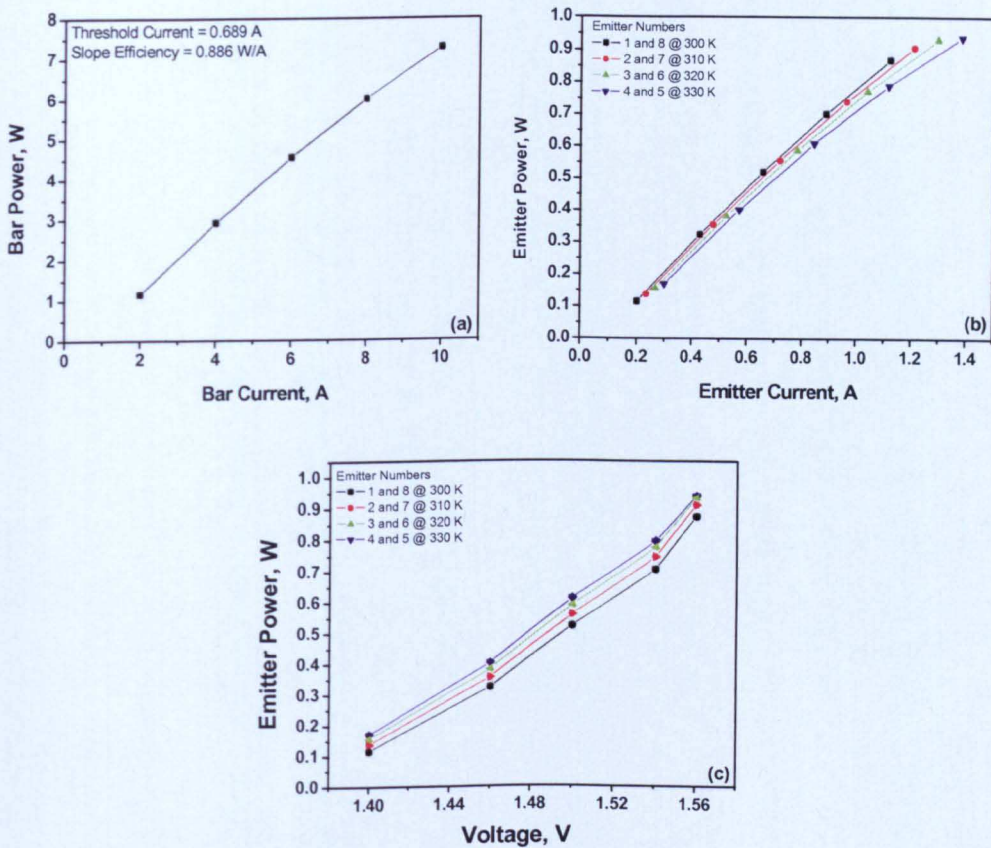 Threshold Current = 0.689 A
Slope Efficiency = 0.886 W/A
8
7
6
5
4
3
2
1
0
Bar Power, W
0
2
4
6
8
10
Bar Current, A
(a)
Emitter Numbers
1 and 8 @ 300 K
2 and 7 @ 310 K
3 and 6 @ 320 K
4 and 5 @ 330 K
1.0
0.9
0.8
0.7
0.6
0.5
0.4
0.3
0.2
0.1
0.0
Emitter Power, W
0.0
0.2
0.4
0.6
0.8
1.0
1.2
1.4
Emitter Current, A
(b)
Emitter Numbers
1 and 8 @ 300 K
2 and 7 @ 310 K
3 and 6 @ 320 K
4 and 5 @ 330 K
1.0
0.9
0.8
0.7
0.6
0.5
0.4
0.3
0.2
0.1
0.0
Emitter Power, W
1.40
1.44
1.48
1.52
1.56
Voltage, V
(c)